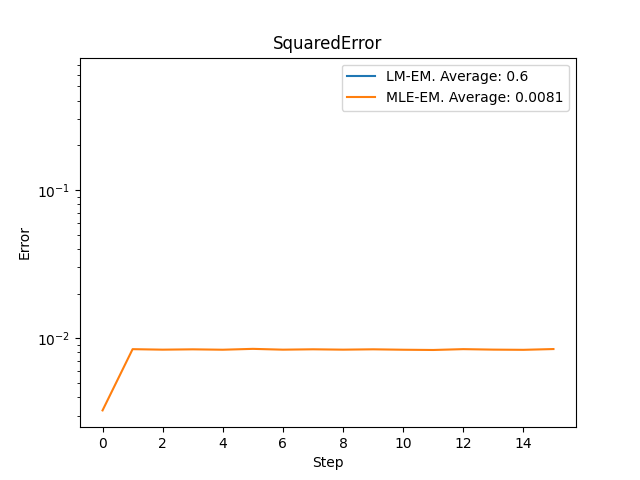 SquaredError
LM-EM. Average: 0.6
MLE-EM. Average: 0.0081
10⁻¹
10⁻²
Error
0 2 4 6 8 10 12 14
Step